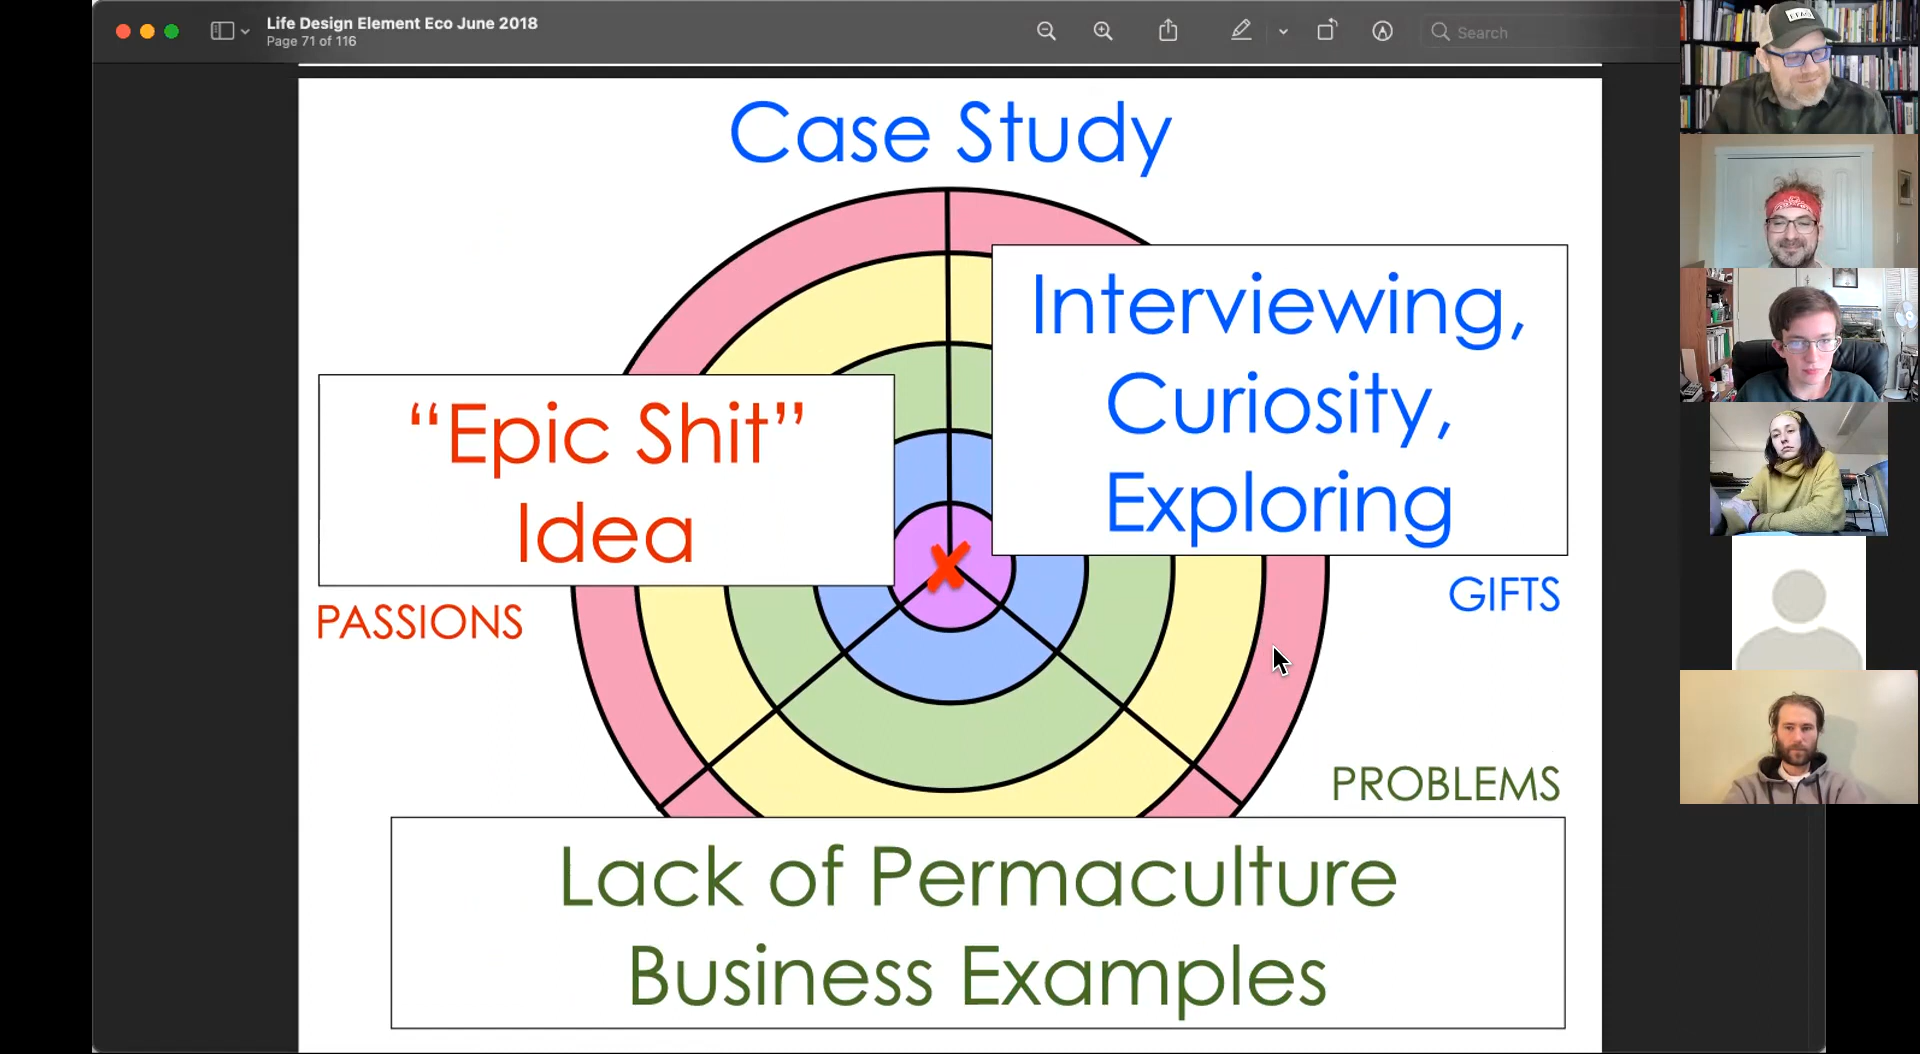 Life Design Element Eco June 2018
Page 71 of 116
Search
Case Study
Interviewing,
Curiosity,
Exploring
“Epic Shit”
Idea
GIFTS
PASSIONS
PROBLEMS
Lack of Permaculture
Business Examples